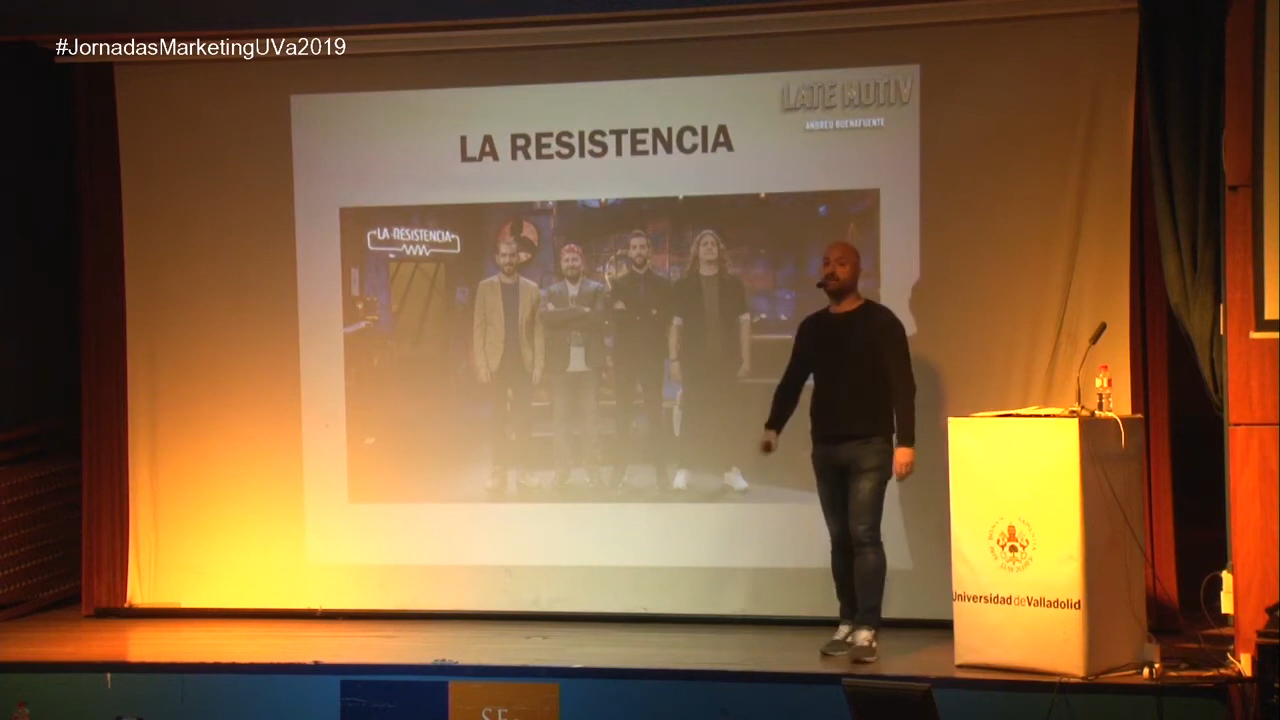 #JornadasMarketingUVa2019
LATE MOTIV
ANDREU BUENAFUENTE
LA RESISTENCIA
LA RESISTENCIA
Universidad de Valladolid